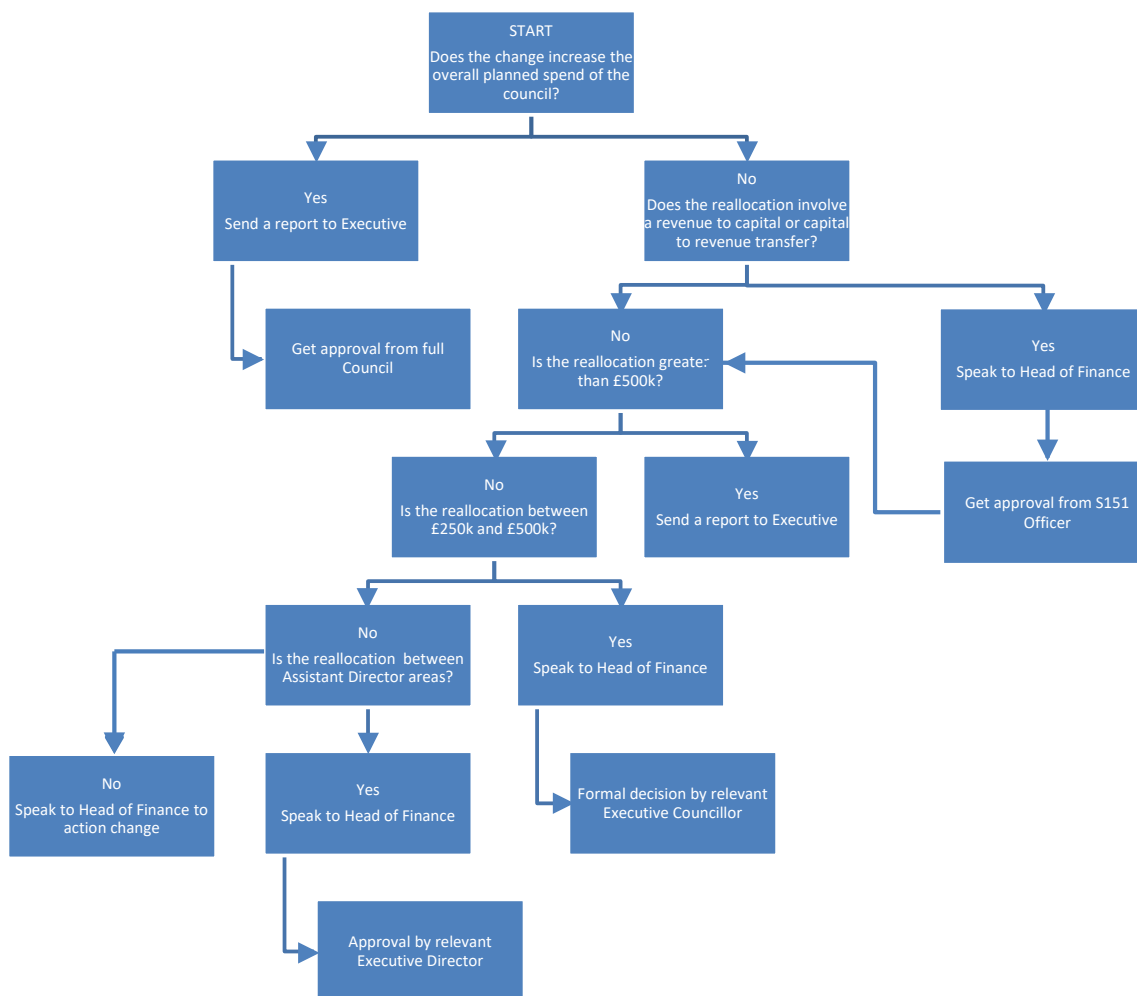 START
Does the change increase the
overall planned spend of the
council?
Yes
Send a report to Executive
No
Does the reallocation involve
a revenue to capital or capital
to revenue transfer?
Get approval from full
Council
No
Is the reallocation greater
than £500k?
Yes
Speak to Head of Finance
No
Is the reallocation between
£250k and £500k?
Yes
Send a report to Executive
Get approval from S151
Officer
No
Is the reallocation between
Assistant Director areas?
Yes
Speak to Head of Finance
No
Speak to Head of Finance to
action change
Yes
Speak to Head of Finance
Formal decision by relevant
Executive Councillor
Approval by relevant
Executive Director